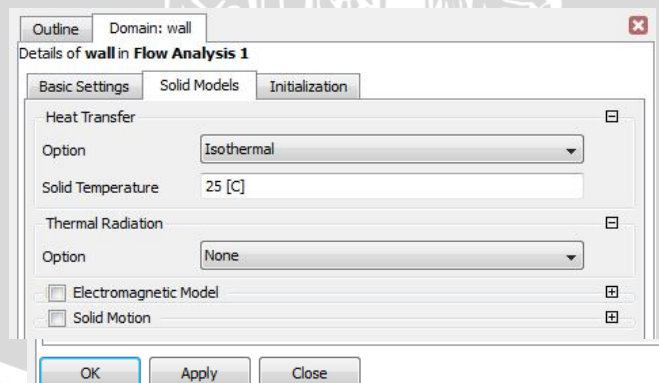 Outline Domain: wall
Details of wall in Flow Analysis 1
Basic Settings Solid Models Initialization
Heat Transfer
Option Isothermal
Solid Temperature 25 [C]
Thermal Radiation
Option None
Electromagnetic Model
Solid Motion
OK Apply Close